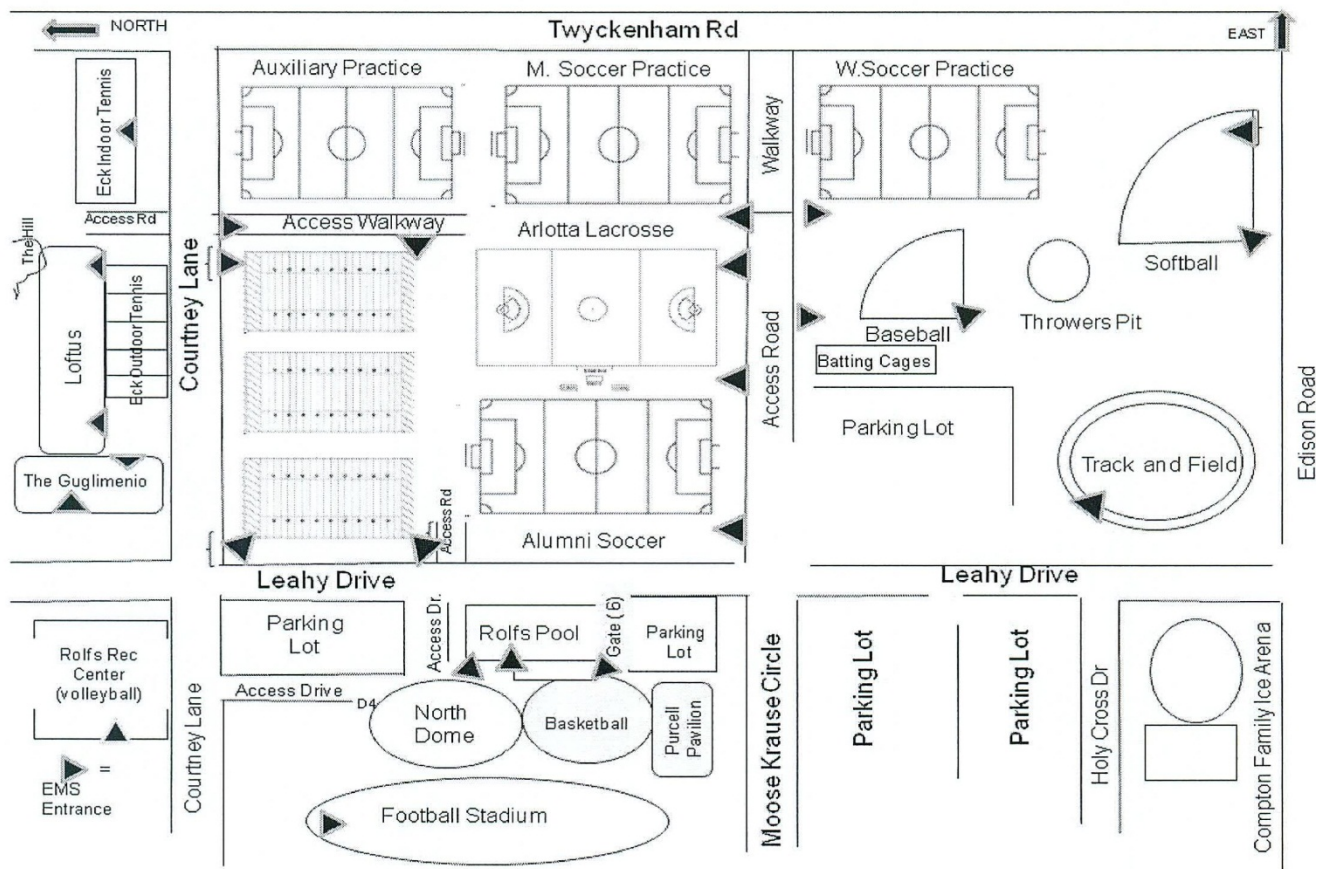 NORTH
Twyckenham Rd
EAST
Auxiliary Practice
M. Soccer Practice
W.Soccer Practice
Eck Indoor Tennis
Walkway
Access Rd
Access Walkway
Arlotta Lacrosse
The Hill
Courtney Lane
Softball
Loftus
Eck Outdoor Tennis
Throwers Pit
Baseball
Batting Cages
Access Road
Parking Lot
Edison Road
Track and Field
The Guglimenio
Access Rd
Alumni Soccer
Leahy Drive
Leahy Drive
Rolfs Rec
Center
(volleyball)
Parking
Lot
Access Dr.
Rolfs Pool
Gate ( 6)
Parking
Lot
Access Drive
D4
North
Dome
Basketball
Purcell
Pavilion
Courtney Lane
Moose Krause Circle
Parking Lot
Parking Lot
Holy Cross Dr
Compton Family Ice Arena
=
EMS
Entrance
Football Stadium